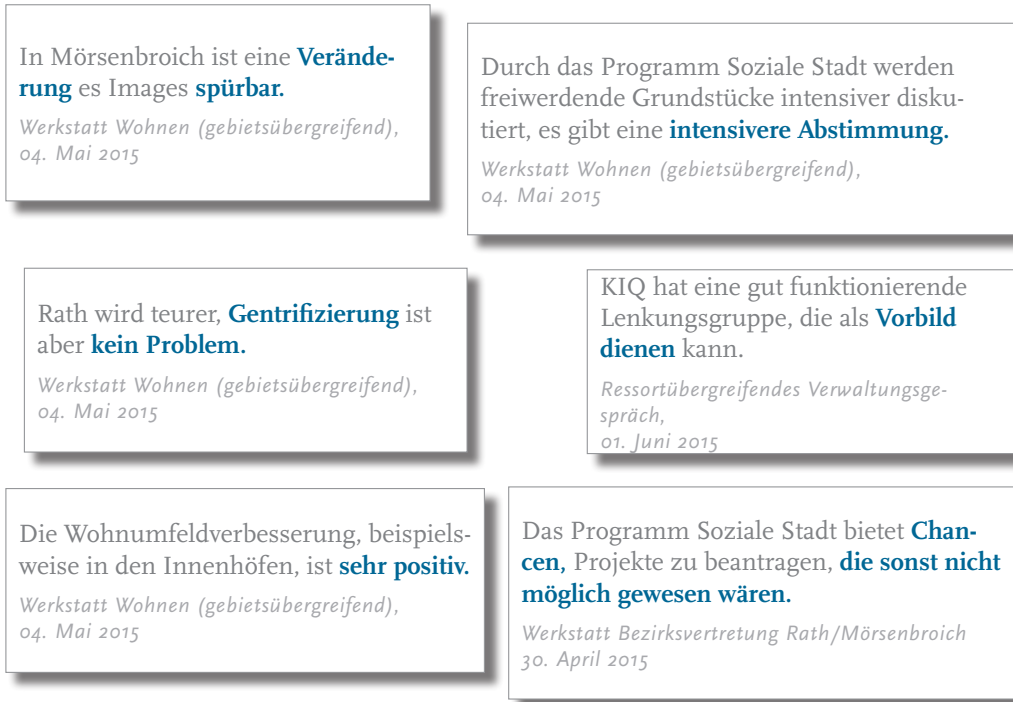 In Mörsenbroich ist eine Verände-
rung es Images spürbar.
Werkstatt Wohnen (gebietsübergreifend),
04. Mai 2015
Durch das Programm Soziale Stadt werden
freiwerdende Grundstücke intensiver disku-
tiert, es gibt eine intensivere Abstimmung.
Werkstatt Wohnen (gebietsübergreifend),
04. Mai 2015
Rath wird teurer, Gentrifizierung ist
aber kein Problem.
Werkstatt Wohnen (gebietsübergreifend),
04. Mai 2015
KIQ hat eine gut funktionierende
Lenkungsgruppe, die als Vorbild
dienen kann.
Ressortübergreifendes Verwaltungsge-
spräch,
01. Juni 2015
Die Wohnumfeldverbesserung, beispiels-
weise in den Innenhöfen, ist sehr positiv.
Werkstatt Wohnen (gebietsübergreifend),
04. Mai 2015
Das Programm Soziale Stadt bietet Chan-
cen, Projekte zu beantragen, die sonst nicht
möglich gewesen wären.
Werkstatt Bezirksvertretung Rath/Mörsenbroich
30. April 2015